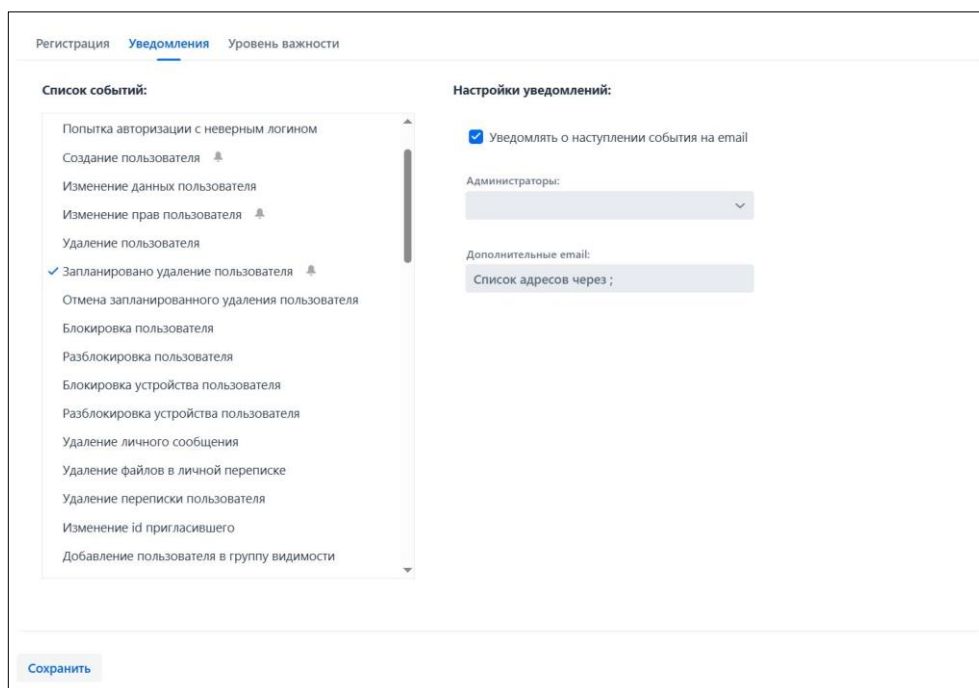 Регистрация Уведомления Уровень важности
Список событий:
Попытка авторизации с неверным логином
Создание пользователя
Изменение данных пользователя
Изменение прав пользователя
Удаление пользователя
Запланировано удаление пользователя
Отмена запланированного удаления пользователя
Блокировка пользователя
Разблокировка пользователя
Блокировка устройства пользователя
Разблокировка устройства пользователя
Удаление личного сообщения
Удаление файлов в личной переписке
Удаление переписки пользователя
Изменение id пригласившего
Добавление пользователя в группу видимости
Настройки уведомлений:
Уведомлять о наступлении события на email
Администраторы:
Дополнительные email:
Список адресов через ;
Сохранить